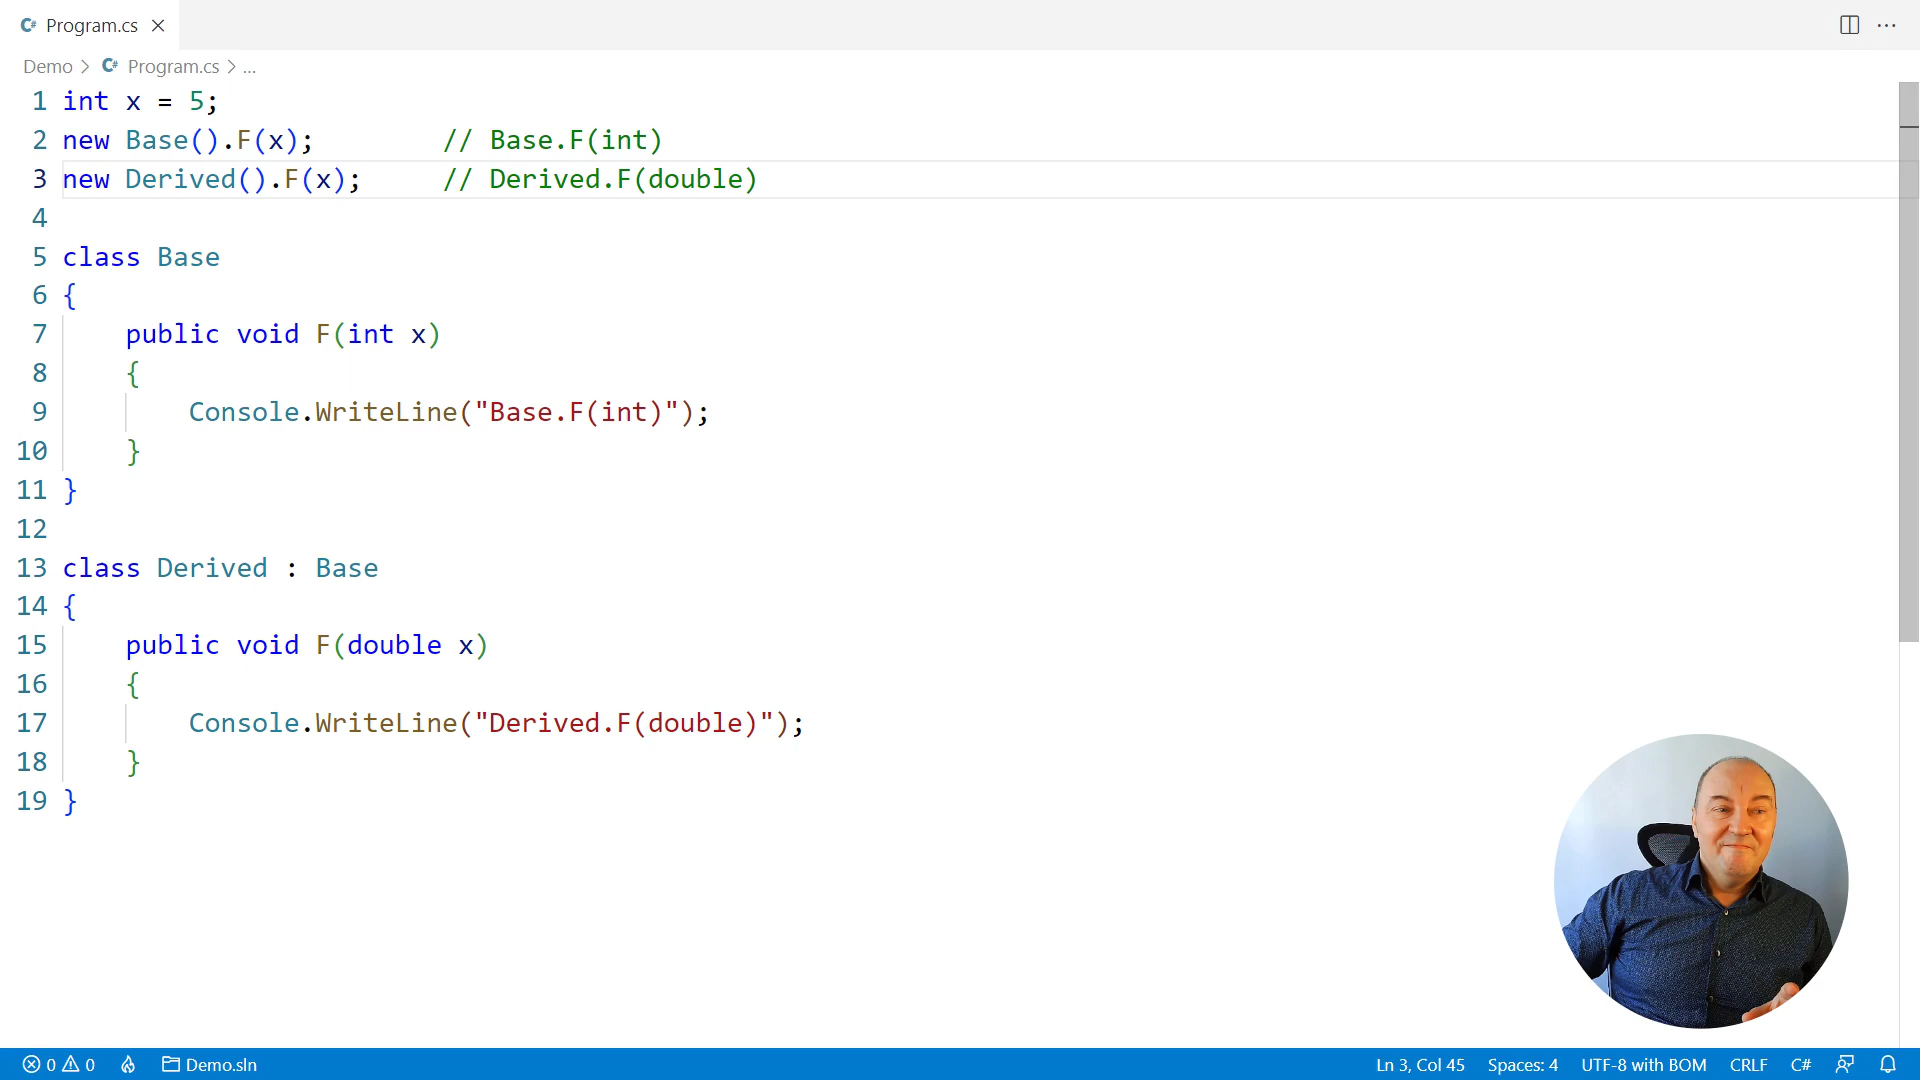 C# Program.cs ×
Demo > C# Program.cs > ...
1 int x = 5;
2 new Base().F(x);        // Base.F(int)
3 new Derived().F(x);     // Derived.F(double)
4
5 class Base
6 {
7     public void F(int x)
8     {
9         Console.WriteLine("Base.F(int)");
10     }
11 }
12
13 class Derived : Base
14 {
15     public void F(double x)
16     {
17         Console.WriteLine("Derived.F(double)");
18     }
19 }
0 0 Demo.sln Ln 3, Col 45 Spaces: 4 UTF-8 with BOM CRLF C#